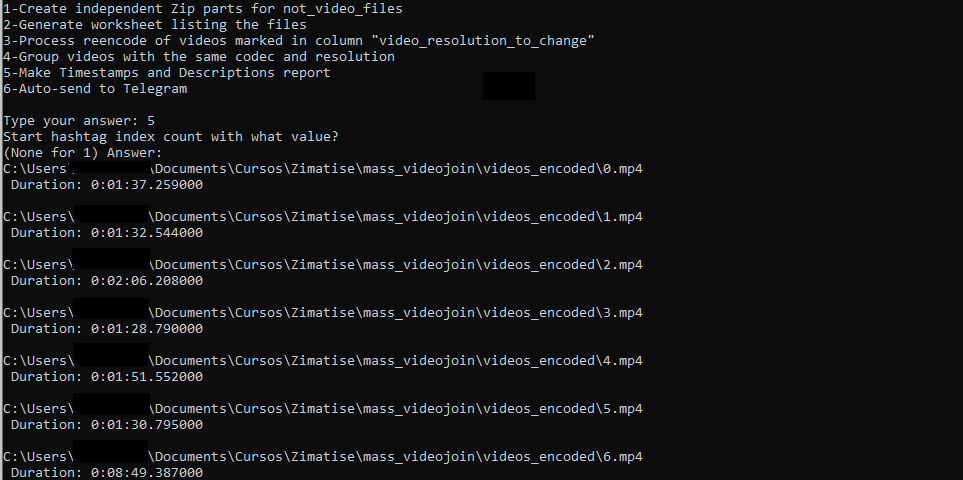 1-Create independent Zip parts for not_video_files
2-Generate worksheet listing the files
3-Process reencode of videos marked in column "video_resolution_to_change"
4-Group videos with the same codec and resolution
5-Make Timestamps and Descriptions report
6-Auto-send to Telegram
Type your answer: 5
Start hashtag index count with what value?
(None for 1) Answer:
C:\Users\ \Documents\Cursos\Zimatise\mass_videojoin\videos_encoded\0.mp4
Duration: 0:01:37.259000
C:\Users\ \Documents\Cursos\Zimatise\mass_videojoin\videos_encoded\1.mp4
Duration: 0:01:32.544000
C:\Users\ \Documents\Cursos\Zimatise\mass_videojoin\videos_encoded\2.mp4
Duration: 0:02:06.208000
C:\Users\ \Documents\Cursos\Zimatise\mass_videojoin\videos_encoded\3.mp4
Duration: 0:01:28.790000
C:\Users\ \Documents\Cursos\Zimatise\mass_videojoin\videos_encoded\4.mp4
Duration: 0:01:51.552000
C:\Users\ \Documents\Cursos\Zimatise\mass_videojoin\videos_encoded\5.mp4
Duration: 0:01:30.795000
C:\Users\ \Documents\Cursos\Zimatise\mass_videojoin\videos_encoded\6.mp4
Duration: 0:08:49.387000